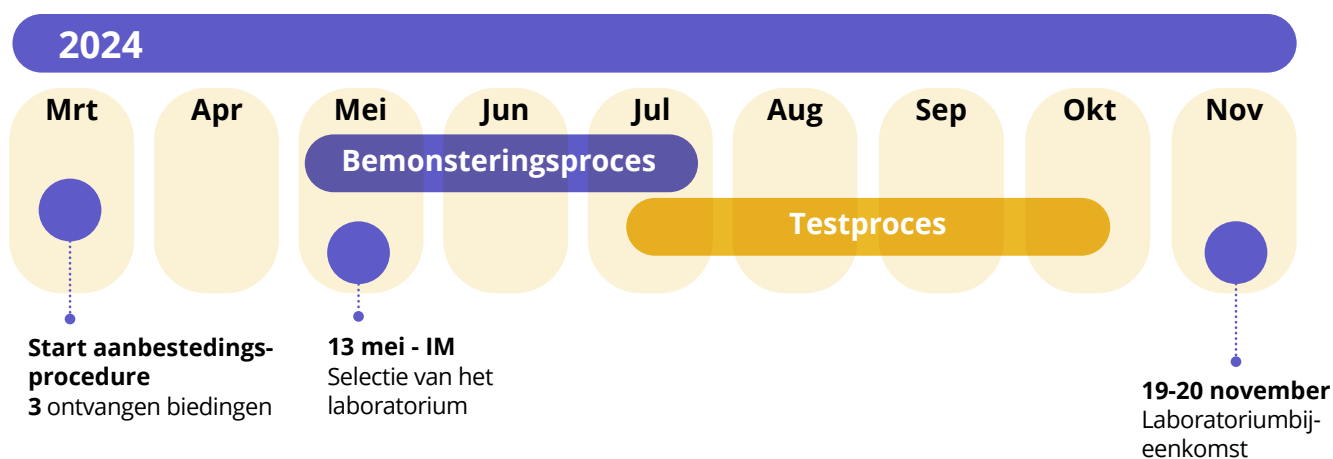 2024
Mrt
Apr
Mei
Jun
Jul
Aug
Sep
Okt
Nov
Bemonsteringsproces
Testproces
Start aanbestedings-
procedure
3 ontvangen biedingen
13 mei - IM
Selectie van het
laboratorium
19-20 november
Laboratoriumbij-
eenkomst